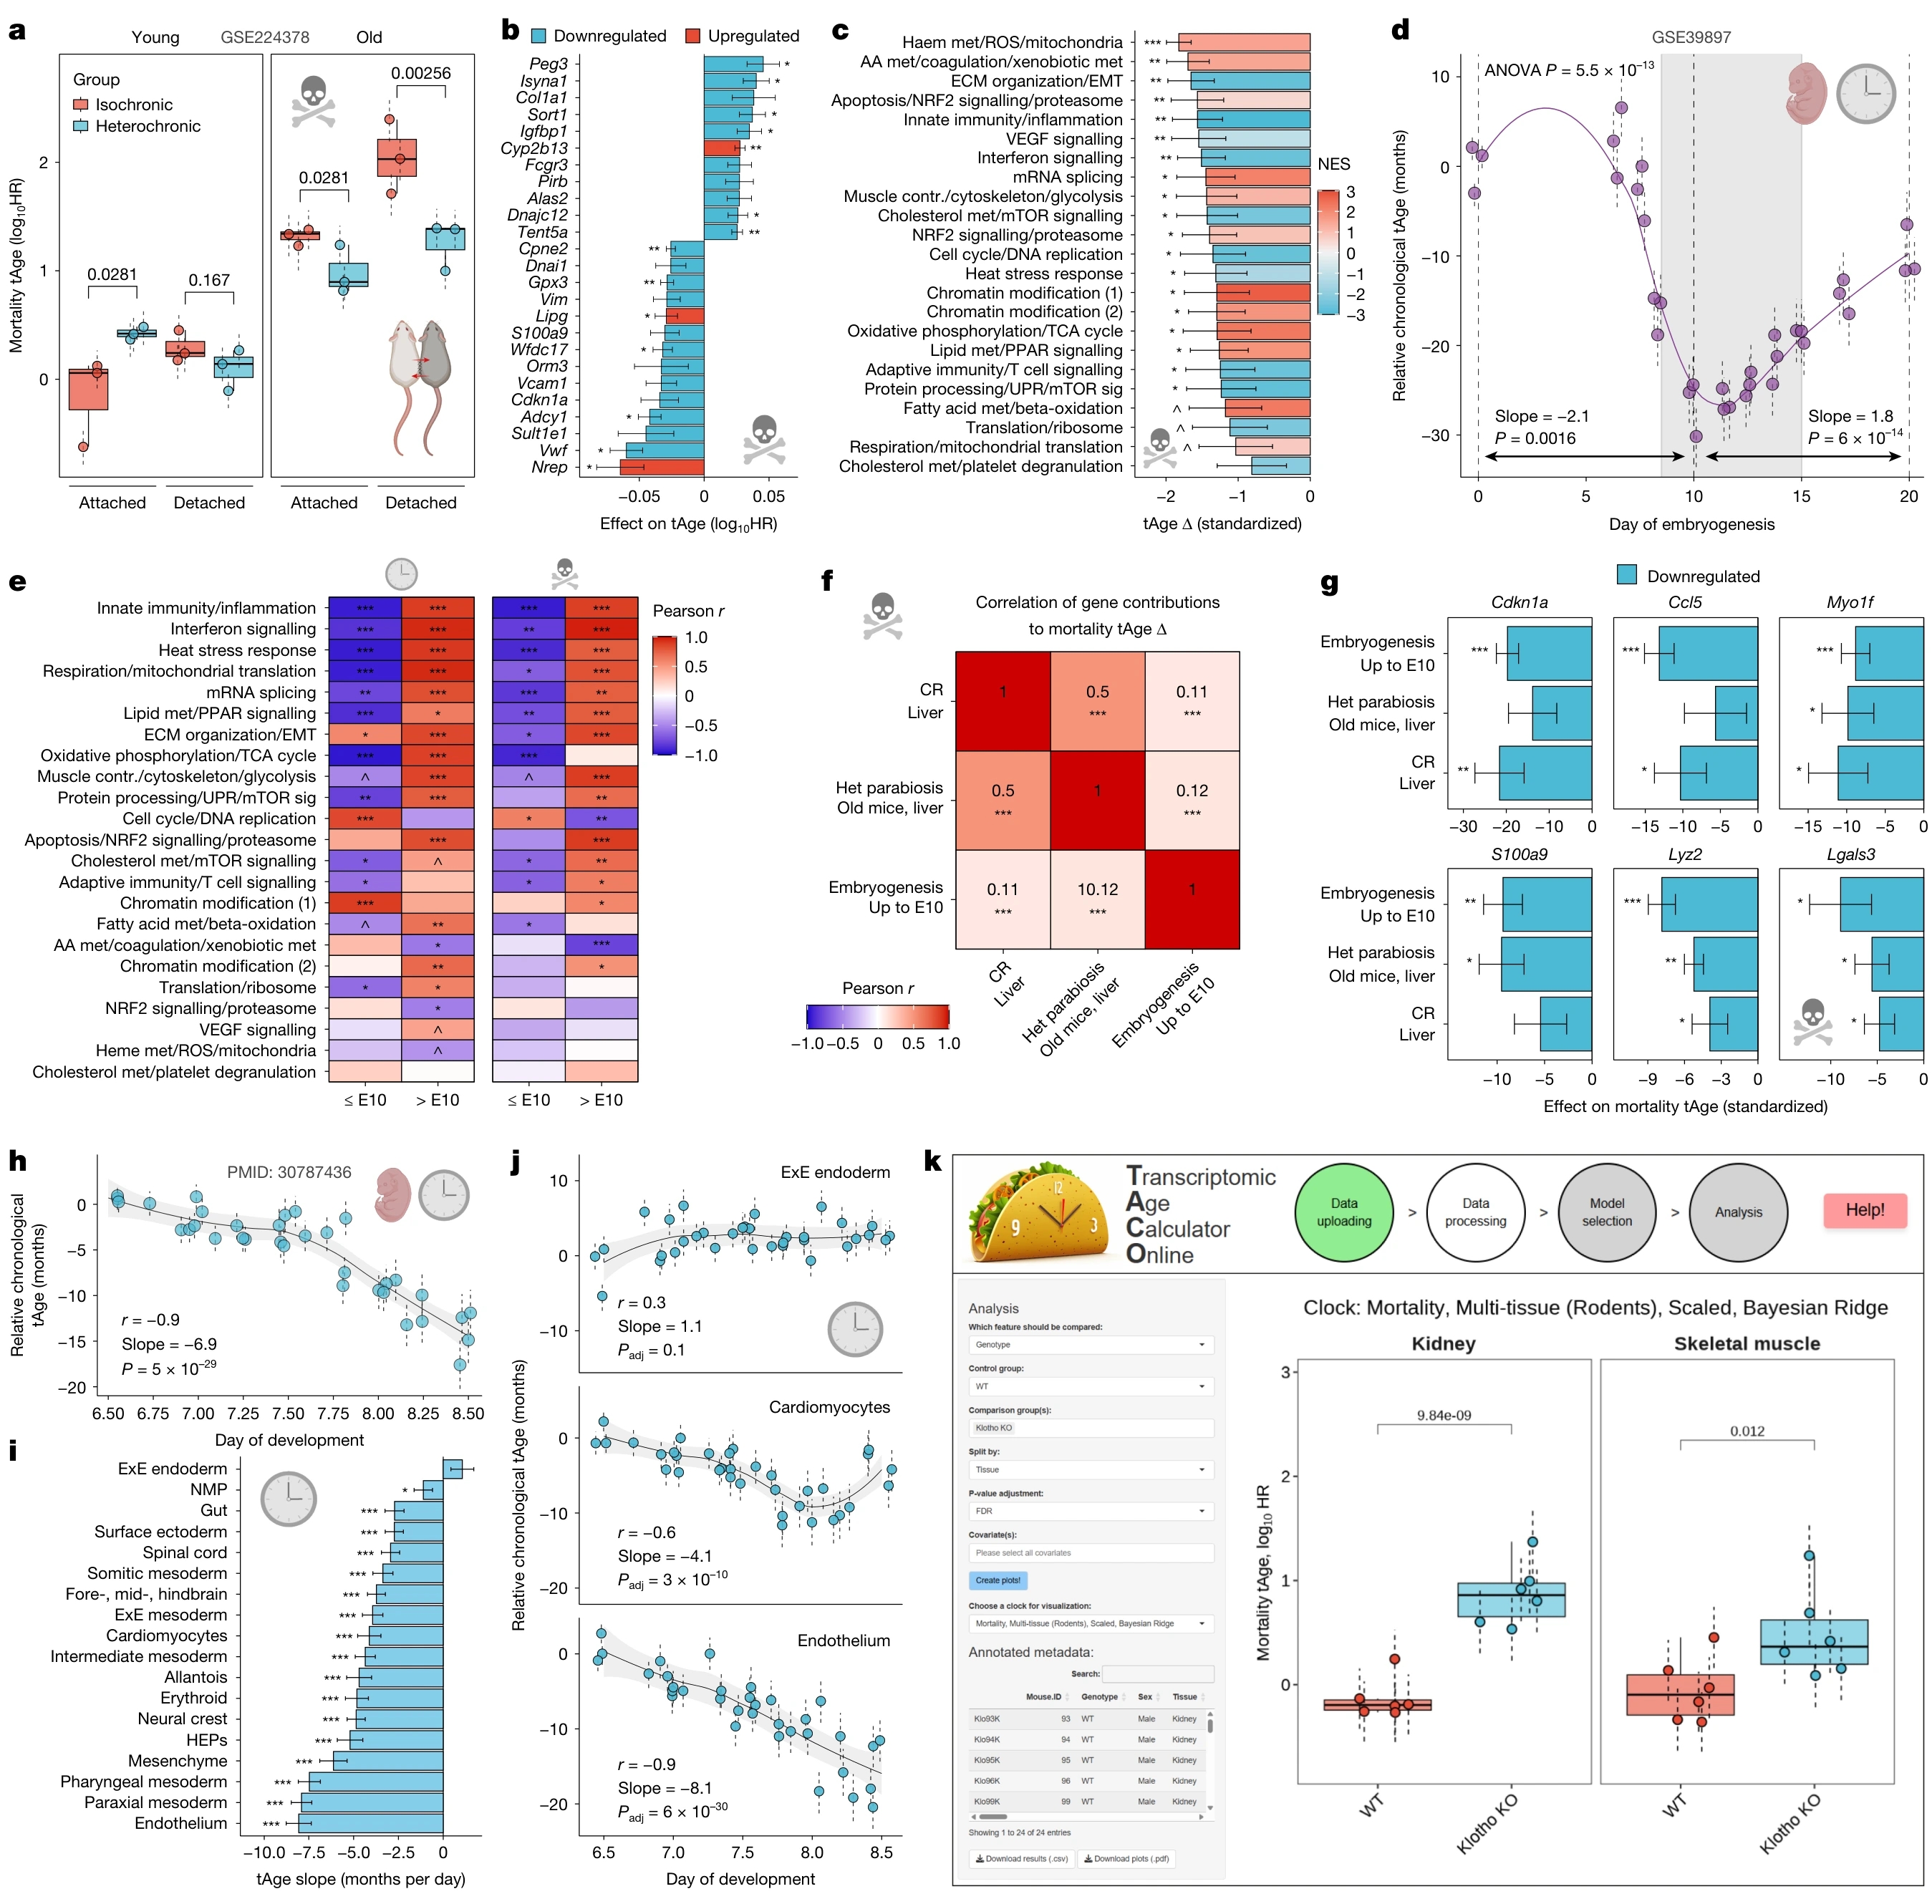 a
Young
GSE224378
Old
Group
Isochronic
Heterochronic
0.0281
0.167
0.0281
0.00256
Mortality tAge (log10HR)
2
1
0
Attached
Detached
Attached
Detached
b
Downregulated
Upregulated
Peg3
*
Isyna1
*
Col1a1
Sort1
*
Igfbp1
*
Cyp2b13
**
Fcgr3
Pirb
Alas2
Dnajc12
*
Tent5a
**
Cpne2
**
Dnai1
Gpx3
**
Vim
Lipg
*
S100a9
Wfdc17
*
Orm3
Vcam1
Cdkn1a
Adcy1
*
Sult1e1
Vwf
*
Nrep
*
−0.05 0 0.05
Effect on tAge (log10HR)
c
Haem met/ROS/mitochondria ***
AA met/coagulation/xenobiotic met **
ECM organization/EMT **
Apoptosis/NRF2 signalling/proteasome **
Innate immunity/inflammation **
VEGF signalling **
Interferon signalling **
mRNA splicing *
Muscle contr./cytoskeleton/glycolysis *
Cholesterol met/mTOR signalling *
NRF2 signalling/proteasome *
Cell cycle/DNA replication *
Heat stress response *
Chromatin modification (1) *
Chromatin modification (2) *
Oxidative phosphorylation/TCA cycle *
Lipid met/PPAR signalling *
Adaptive immunity/T cell signalling *
Protein processing/UPR/mTOR sig *
Fatty acid met/beta-oxidation ^
Translation/ribosome ^
Respiration/mitochondrial translation ^
Cholesterol met/platelet degranulation
−2 −1 0
tAge Δ (standardized)
NES
3
2
1
0
−1
−2
−3
d
GSE39897
ANOVA P = 5.5 × 10−13
Relative chronological tAge (months)
10
0
−10
−20
−30
Slope = −2.1
P = 0.0016
Slope = 1.8
P = 6 × 10−14
0 5 10 15 20
Day of embryogenesis
e
Innate immunity/inflammation *** *** *** ***
Interferon signalling *** *** ** ***
Heat stress response *** *** *** ***
Respiration/mitochondrial translation *** *** * ***
mRNA splicing ** *** *** **
Lipid met/PPAR signalling *** * ** ***
ECM organization/EMT * *** * ***
Oxidative phosphorylation/TCA cycle *** *** ***
Muscle contr./cytoskeleton/glycolysis ^ *** ^ ***
Protein processing/UPR/mTOR sig ** *** **
Cell cycle/DNA replication *** * **
Apoptosis/NRF2 signalling/proteasome *** ***
Cholesterol met/mTOR signalling * ^ * **
Adaptive immunity/T cell signalling * * *
Chromatin modification (1) *** *
Fatty acid met/beta-oxidation ^ ** *
AA met/coagulation/xenobiotic met * ***
Chromatin modification (2) ** *
Translation/ribosome * *
NRF2 signalling/proteasome *
VEGF signalling ^
Heme met/ROS/mitochondria ^
Cholesterol met/platelet degranulation
≤ E10 > E10 ≤ E10 > E10
Pearson r
1.0
0.5
0
−0.5
−1.0
f
Correlation of gene contributions
to mortality tAge Δ
CR
Liver
1
0.5
***
0.11
***
Het parabiosis
Old mice, liver
0.5
***
1
0.12
***
Embryogenesis
Up to E10
0.11
***
10.12
***
1
CR
Liver
Het parabiosis
Old mice, liver
Embryogenesis
Up to E10
Pearson r
−1.0 −0.5 0 0.5 1.0
g
Downregulated
Cdkn1a
Ccl5
Myo1f
Embryogenesis
Up to E10
*** *** ***
Het parabiosis
Old mice, liver
*
CR
Liver
** * *
−30 −20 −10 0
−15 −10 −5 0
−15 −10 −5 0
S100a9
Lyz2
Lgals3
Embryogenesis
Up to E10
** *** *
Het parabiosis
Old mice, liver
* ** *
CR
Liver
* *
−10 −5 0
−9 −6 −3 0
−10 −5 0
Effect on mortality tAge (standardized)
h
PMID: 30787436
Relative chronological
tAge (months)
0
−5
−10
−15
−20
r = −0.9
Slope = −6.9
P = 5 × 10−29
6.50 6.75 7.00 7.25 7.50 7.75 8.00 8.25 8.50
Day of development
i
ExE endoderm
NMP *
Gut ***
Surface ectoderm ***
Spinal cord ***
Somitic mesoderm ***
Fore-, mid-, hindbrain ***
ExE mesoderm ***
Cardiomyocytes ***
Intermediate mesoderm ***
Allantois ***
Erythroid ***
Neural crest ***
HEPs ***
Mesenchyme ***
Pharyngeal mesoderm ***
Paraxial mesoderm ***
Endothelium ***
−10.0 −7.5 −5.0 −2.5 0
tAge slope (months per day)
j
Relative chronological tAge (months)
ExE endoderm
10
0
−10
r = 0.3
Slope = 1.1
Padj = 0.1
Cardiomyocytes
0
−10
−20
r = −0.6
Slope = −4.1
Padj = 3 × 10−10
Endothelium
0
−10
−20
r = −0.9
Slope = −8.1
Padj = 6 × 10−30
6.5 7.0 7.5 8.0 8.5
Day of development
k
12
9
3
Transcriptomic
Age
Calculator
Online
Data
uploading
>
Data
processing
>
Model
selection
>
Analysis
Help!
Analysis
Which feature should be compared:
Genotype
Control group:
WT
Comparison group(s):
Klotho KO
Split by:
Tissue
P-value adjustment:
FDR
Covariate(s):
Please select all covariates
Create plots!
Choose a clock for visualization:
Mortality, Multi-tissue (Rodents), Scaled, Bayesian Ridge
Annotated metadata:
Search:
Mouse.ID Genotype Sex Tissue
Klo93K 93 WT Male Kidney
Klo94K 94 WT Male Kidney
Klo95K 95 WT Male Kidney
Klo96K 96 WT Male Kidney
Klo99K 99 WT Male Kidney
Showing 1 to 24 of 24 entries
Download results (.csv)
Download plots (.pdf)
Clock: Mortality, Multi-tissue (Rodents), Scaled, Bayesian Ridge
Kidney
Skeletal muscle
Mortality tAge, log10 HR
3
2
1
0
9.84e-09
0.012
WT
Klotho KO
WT
Klotho KO